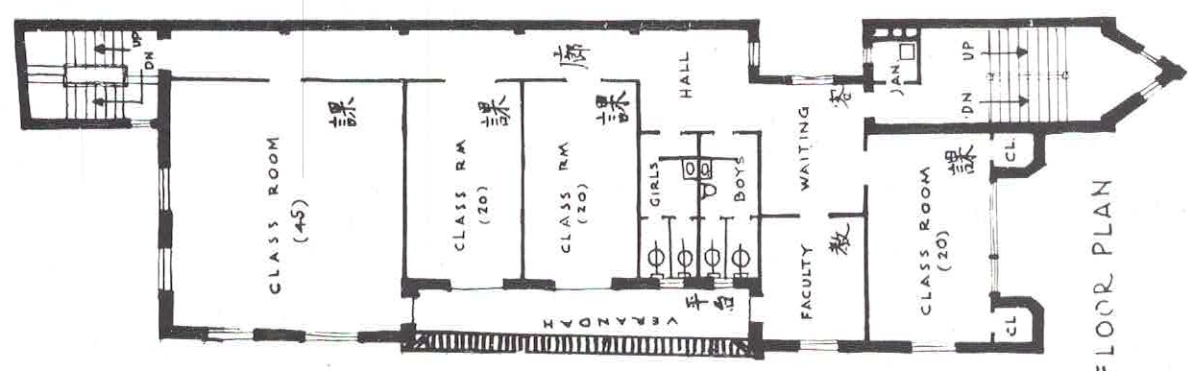 UP
DN
廊
HALL
課
CLASS ROOM
(45)
課
CLASS RM
(20)
課
CLASS RM
(20)
GIRLS
BOYS
客
WAITING
JAN.
UP
DN
CL.
課
CLASS ROOM
(20)
教
FACULTY
CL
平台
FLOOR PLAN